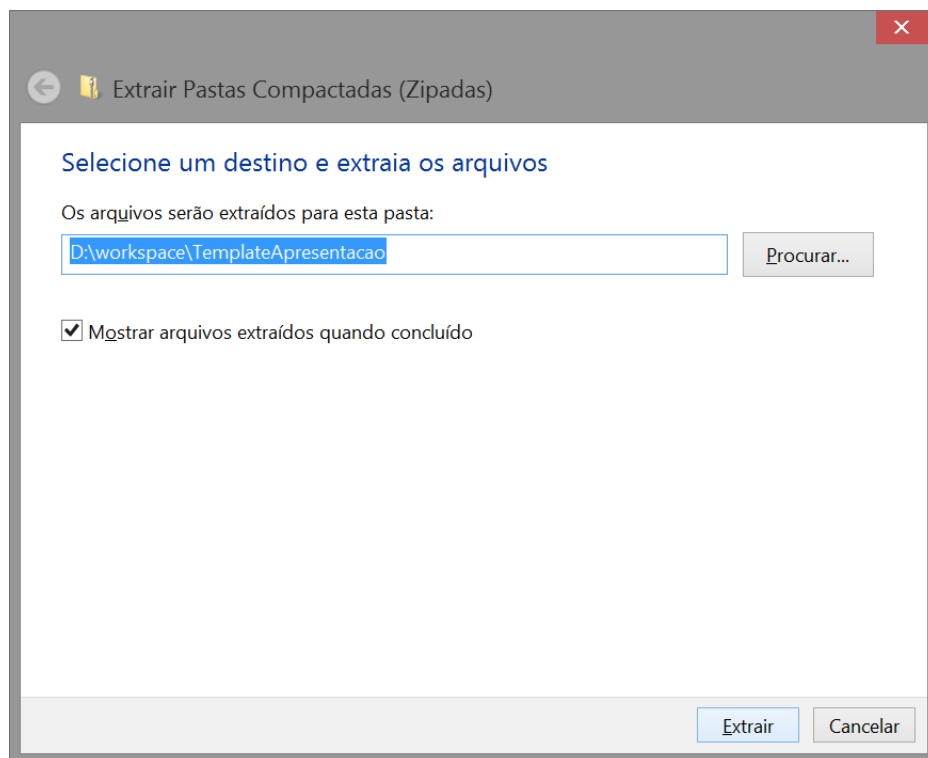 Extrair Pastas Compactadas (Zipadas)
Selecione um destino e extraia os arquivos
Os arquivos serão extraídos para esta pasta:
D:\workspace\TemplateApresentacao
Procurar...
Mostrar arquivos extraídos quando concluído
Extrair
Cancelar